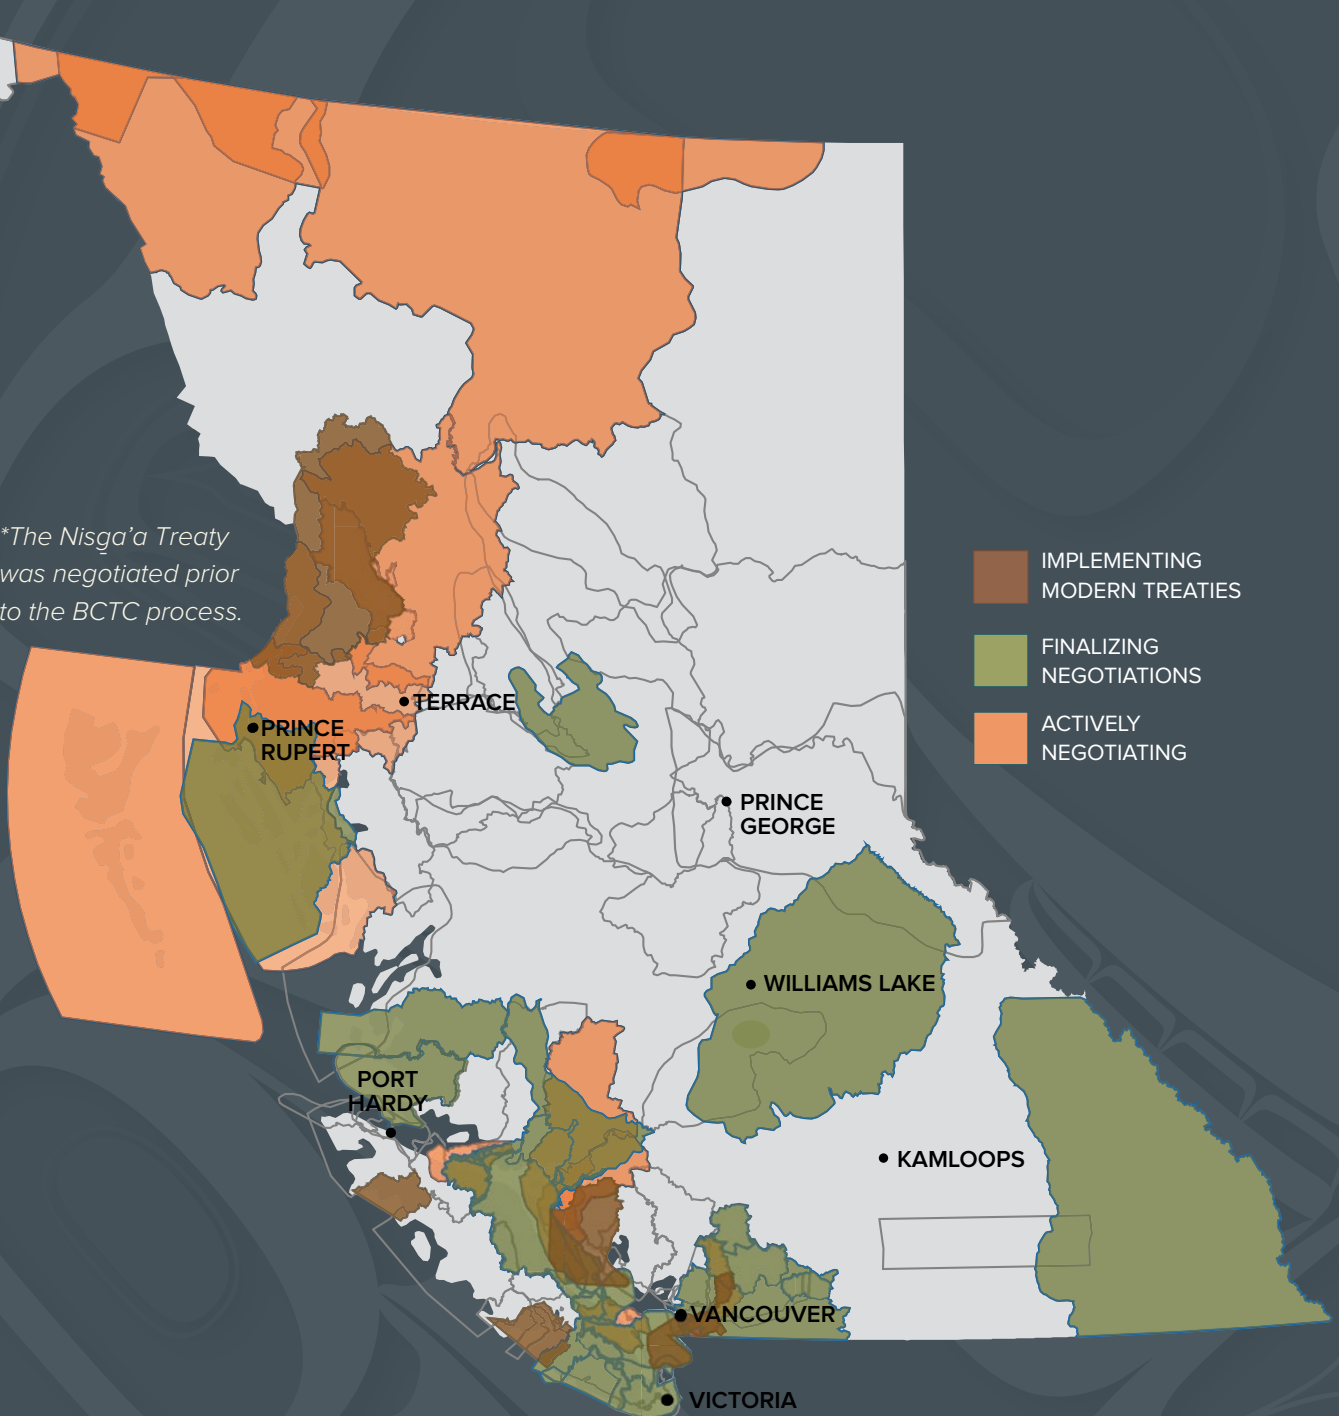 *The Nisg̲a’a Treaty
was negotiated prior
to the BCTC process.
TERRACE
PRINCE
RUPERT
PRINCE
GEORGE
WILLIAMS LAKE
PORT
HARDY
KAMLOOPS
VANCOUVER
VICTORIA
IMPLEMENTING
MODERN TREATIES
FINALIZING
NEGOTIATIONS
ACTIVELY
NEGOTIATING